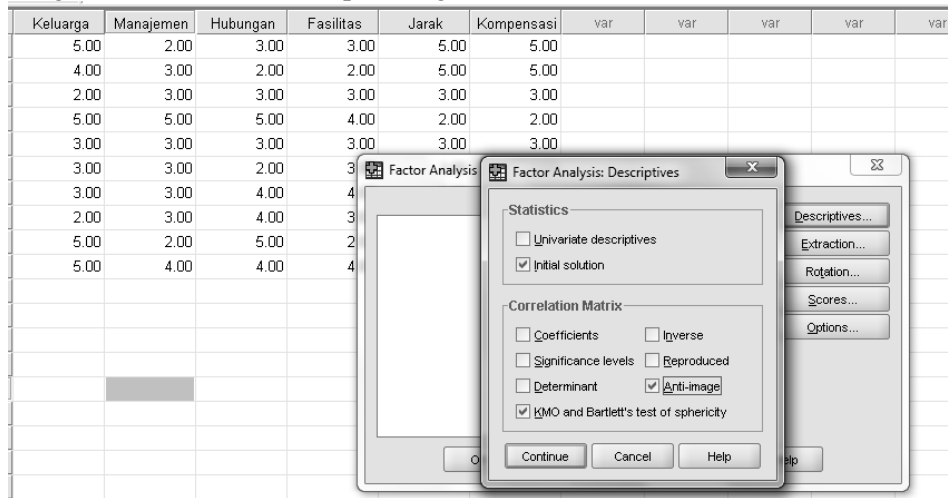 Keluarga Manajemen Hubungan Fasilitas Jarak Kompensasi var var var var var
5.00 2.00 3.00 3.00 5.00 5.00
4.00 3.00 2.00 2.00 5.00 5.00
2.00 3.00 3.00 3.00 3.00 3.00
5.00 5.00 5.00 4.00 2.00 2.00
3.00 3.00 3.00 3.00 3.00 3.00
3.00 3.00 2.00 3
3.00 3.00 4.00 4
2.00 3.00 4.00 3
5.00 2.00 5.00 2
5.00 4.00 4.00 4
Factor Analysis
Descriptives...
Extraction...
Rotation...
Scores...
Options...
Factor Analysis: Descriptives
Statistics
Univariate descriptives
Initial solution
Correlation Matrix
Coefficients Inverse
Significance levels Reproduced
Determinant Anti-image
KMO and Bartlett's test of sphericity
Continue Cancel Help